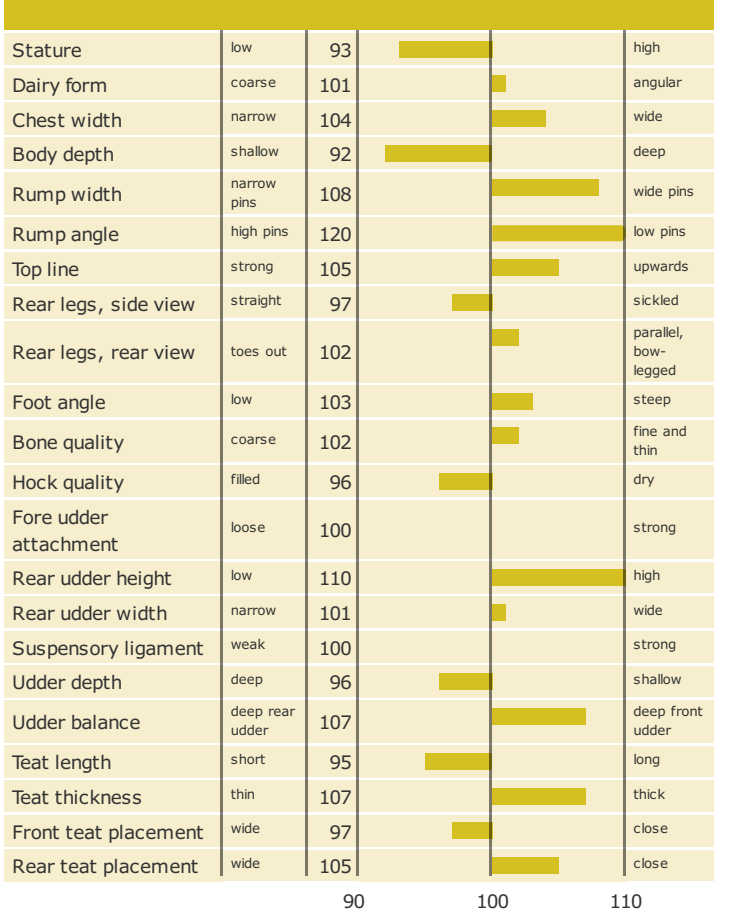 Stature low 93 high
Dairy form coarse 101 angular
Chest width narrow 104 wide
Body depth shallow 92 deep
Rump width narrow pins 108 wide pins
Rump angle high pins 120 low pins
Top line strong 105 upwards
Rear legs, side view straight 97 sickled
Rear legs, rear view toes out 102 parallel, bow-legged
Foot angle low 103 steep
Bone quality coarse 102 fine and thin
Hock quality filled 96 dry
Fore udder attachment loose 100 strong
Rear udder height low 110 high
Rear udder width narrow 101 wide
Suspensory ligament weak 100 strong
Udder depth deep 96 shallow
Udder balance deep rear udder 107 deep front udder
Teat length short 95 long
Teat thickness thin 107 thick
Front teat placement wide 97 close
Rear teat placement wide 105 close
90 100 110